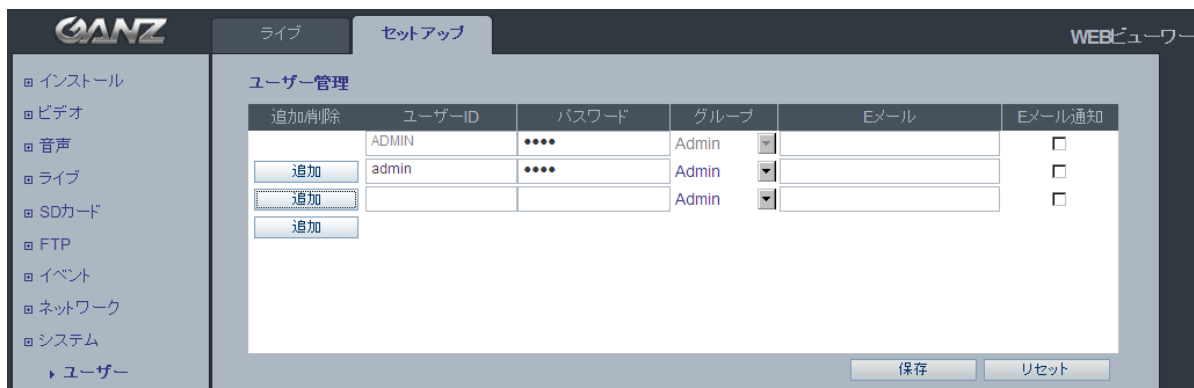 GANZ
ライブ
セットアップ
WEBビューワー
インストール
ビデオ
音声
ライブ
SDカード
FTP
イベント
ネットワーク
システム
ユーザー
ユーザー管理
追加/削除 ユーザーID パスワード グループ Eメール Eメール通知
ADMIN •••• Admin
追加 admin •••• Admin
追加 Admin
追加
保存 リセット